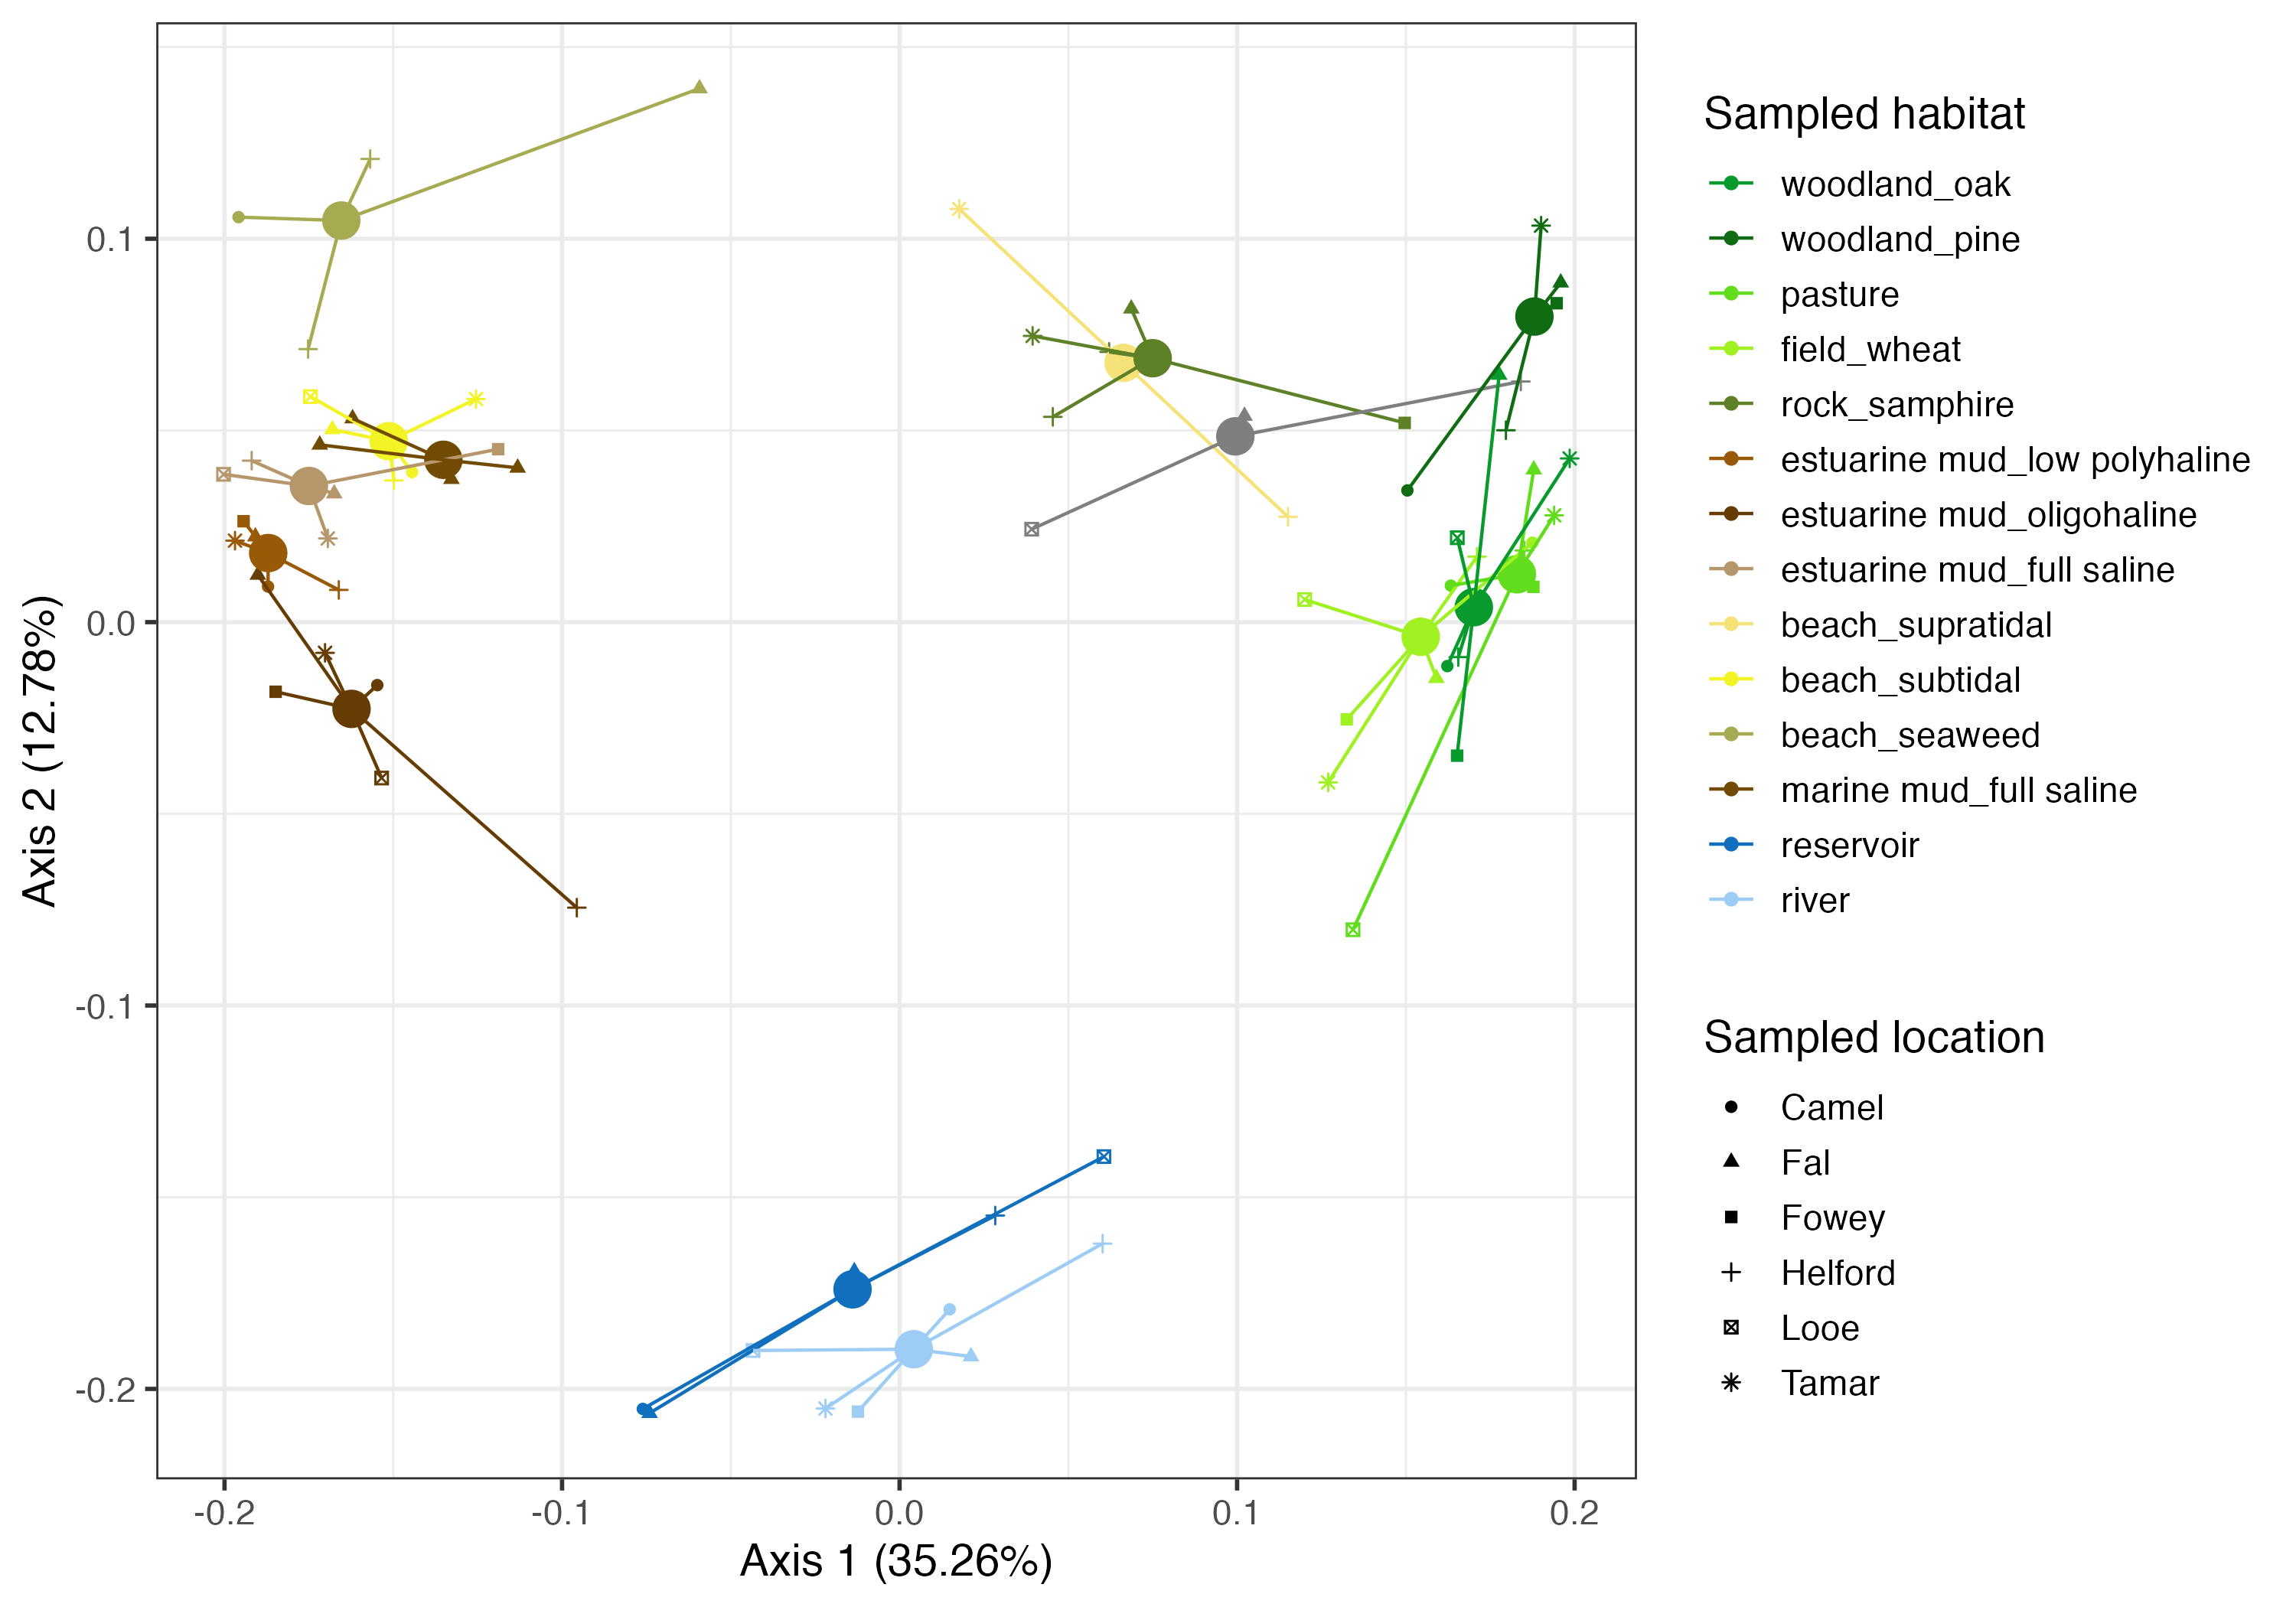 Axis 2 (12.78%)
0.1
0.0
-0.1
-0.2
-0.2
-0.1
0.0
0.1
0.2
Axis 1 (35.26%)
Sampled habitat
woodland_oak
woodland_pine
pasture
field_wheat
rock_samphire
estuarine mud_low polyhaline
estuarine mud_oligohaline
estuarine mud_full saline
beach_supratidal
beach_subtidal
beach_seaweed
marine mud_full saline
reservoir
river
Sampled location
Camel
Fal
Fowey
Helford
Looe
Tamar